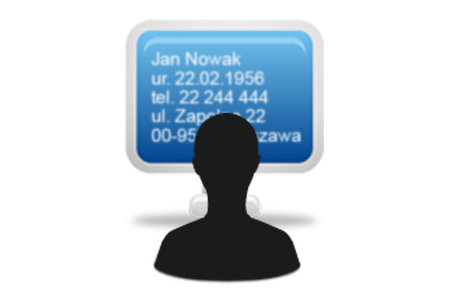 Jan Nowak
ur. 22.02.1956
tel. 22 244 444
ul. 22